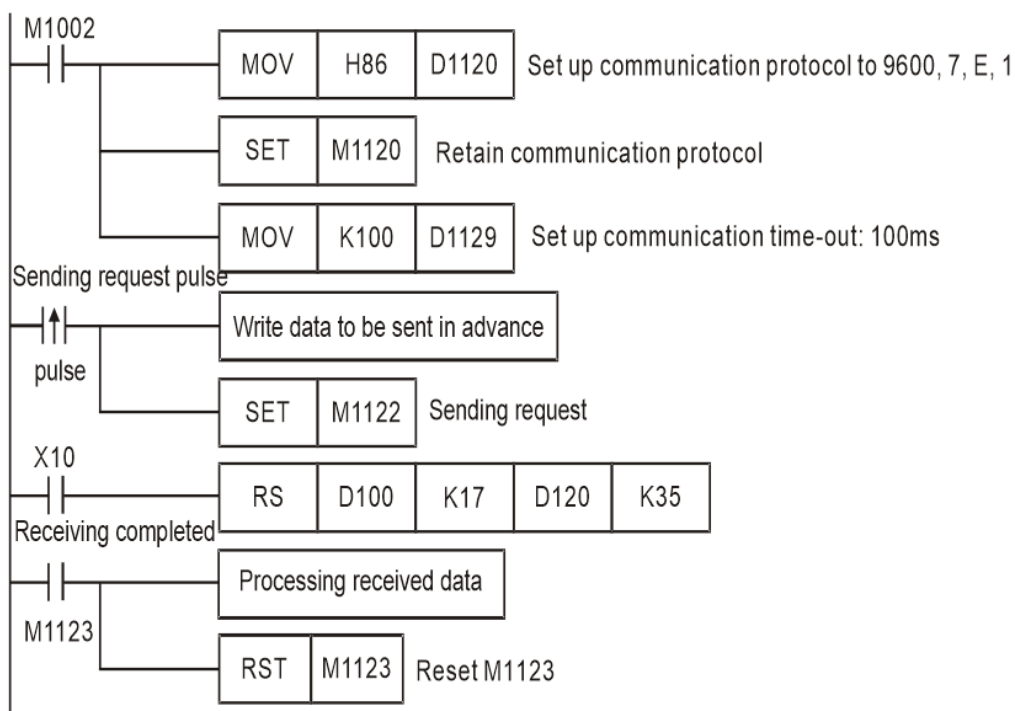 M1002
MOV H86 D1120 Set up communication protocol to 9600, 7, E, 1
SET M1120 Retain communication protocol
MOV K100 D1129 Set up communication time-out: 100ms
Sending request pulse
Write data to be sent in advance
pulse
SET M1122 Sending request
X10
RS D100 K17 D120 K35
Receiving completed
Processing received data
M1123
RST M1123 Reset M1123